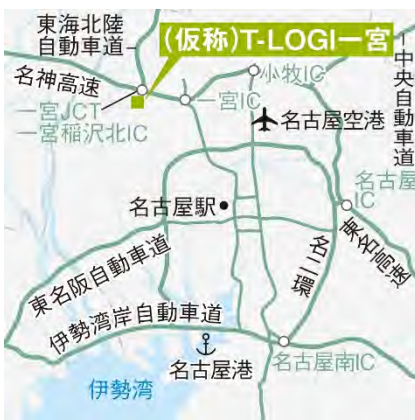 東海北陸
自動車道
(仮称)T-LOGI一宮
名神高速
小牧IC
中央自動車道
一宮JCT
一宮稲沢北IC
一宮IC
名古屋空港
名古屋
IC
名古屋駅
東名高速
名二環
東名阪自動車道
伊勢湾岸自動車道
名古屋港
名古屋南IC
伊勢湾